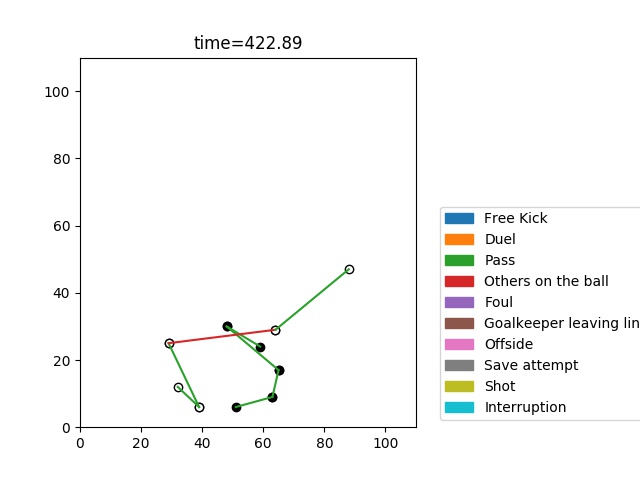 time=422.89
100
80
60
40
20
0
0 20 40 60 80 100
Free Kick
Duel
Pass
Others on the ball
Foul
Goalkeeper leaving lin
Offside
Save attempt
Shot
Interruption